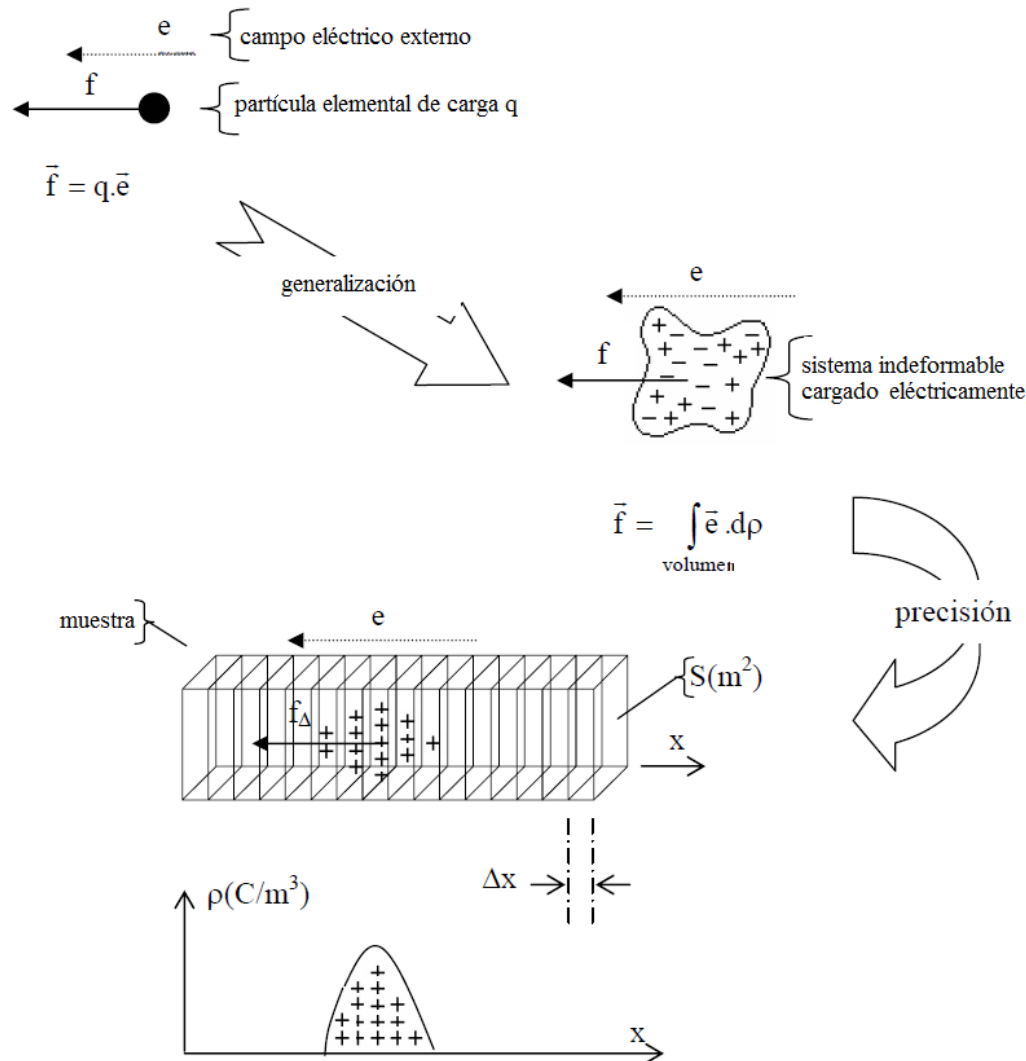 e
campo eléctrico externo
f
partícula elemental de carga q
f⃗ = q.e⃗
generalización
e
f
+ − − +
+ − − + +
− + +
− −
− − +
+ + −
− + +
sistema indeformable
cargado eléctricamente
f⃗ = ∫ e⃗ .dρ
volumen
precisión
muestra
e
S(m²)
f_Δ
+ + + + + + + + + + + + + + +
x
Δx
ρ(C/m³)
+
+ +
+ + + +
+ + + +
+ + + + +
x